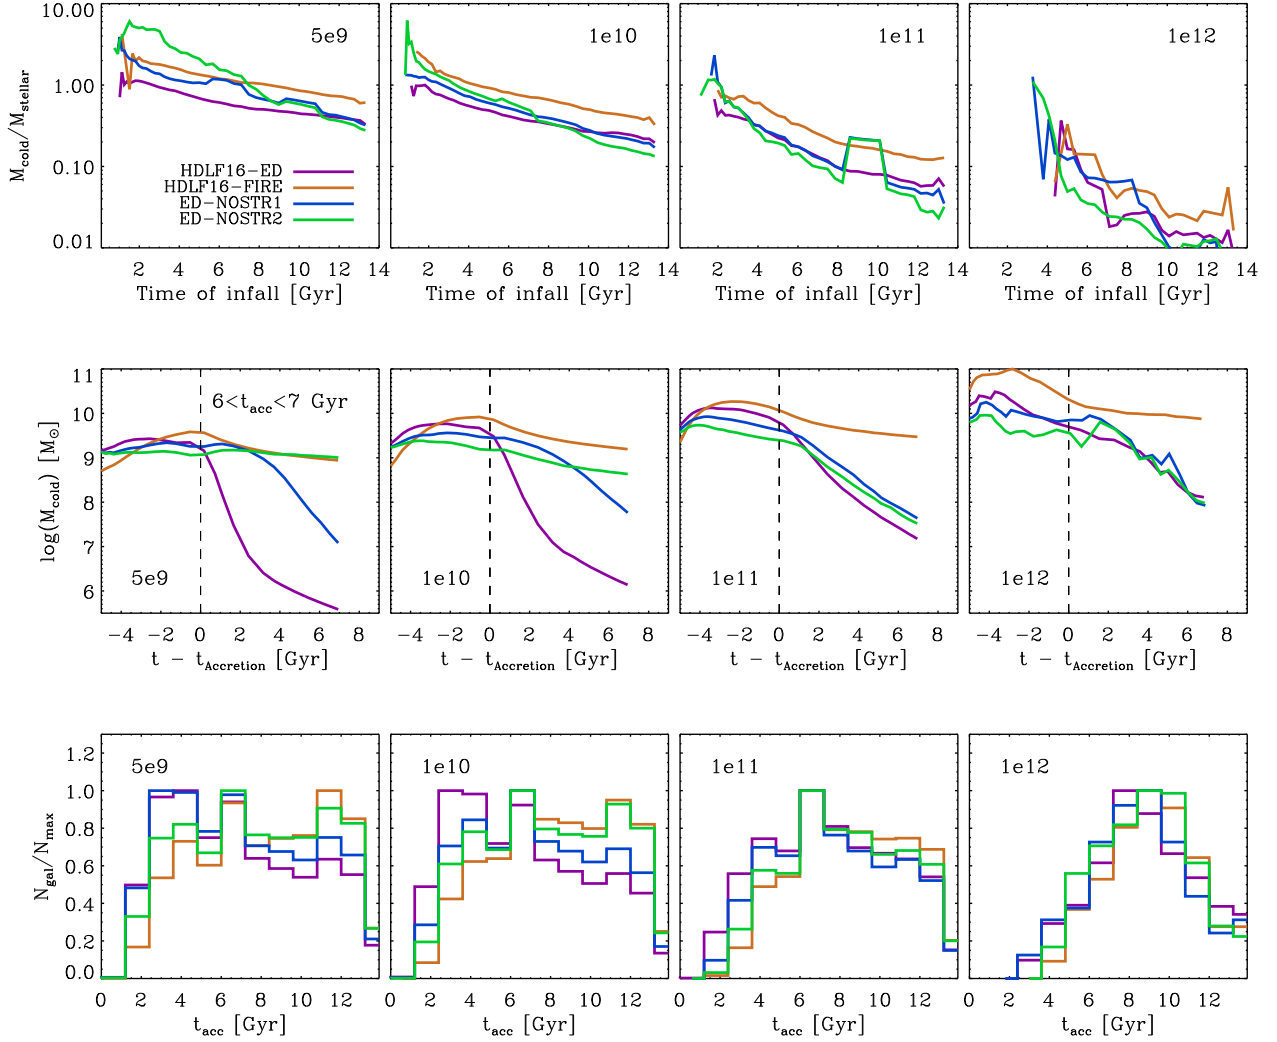 10.00
1.00
0.10
0.01
M_cold/M_stellar
5e9
1e10
1e11
1e12
HDLF16-ED
HDLF16-FIRE
ED-NOSTR1
ED-NOSTR2
2 4 6 8 10 12 14
2 4 6 8 10 12 14
2 4 6 8 10 12 14
2 4 6 8 10 12 14
Time of infall [Gyr]
Time of infall [Gyr]
Time of infall [Gyr]
Time of infall [Gyr]
11
10
9
8
7
6
log(M_cold) [M_⊙]
6<t_acc<7 Gyr
5e9
1e10
1e11
1e12
-4 -2 0 2 4 6 8
-4 -2 0 2 4 6 8
-4 -2 0 2 4 6 8
-4 -2 0 2 4 6 8
t - t_Accretion [Gyr]
t - t_Accretion [Gyr]
t - t_Accretion [Gyr]
t - t_Accretion [Gyr]
1.2
1.0
0.8
0.6
0.4
0.2
0.0
N_gal/N_max
5e9
1e10
1e11
1e12
0 2 4 6 8 10 12
0 2 4 6 8 10 12
0 2 4 6 8 10 12
0 2 4 6 8 10 12
t_acc [Gyr]
t_acc [Gyr]
t_acc [Gyr]
t_acc [Gyr]